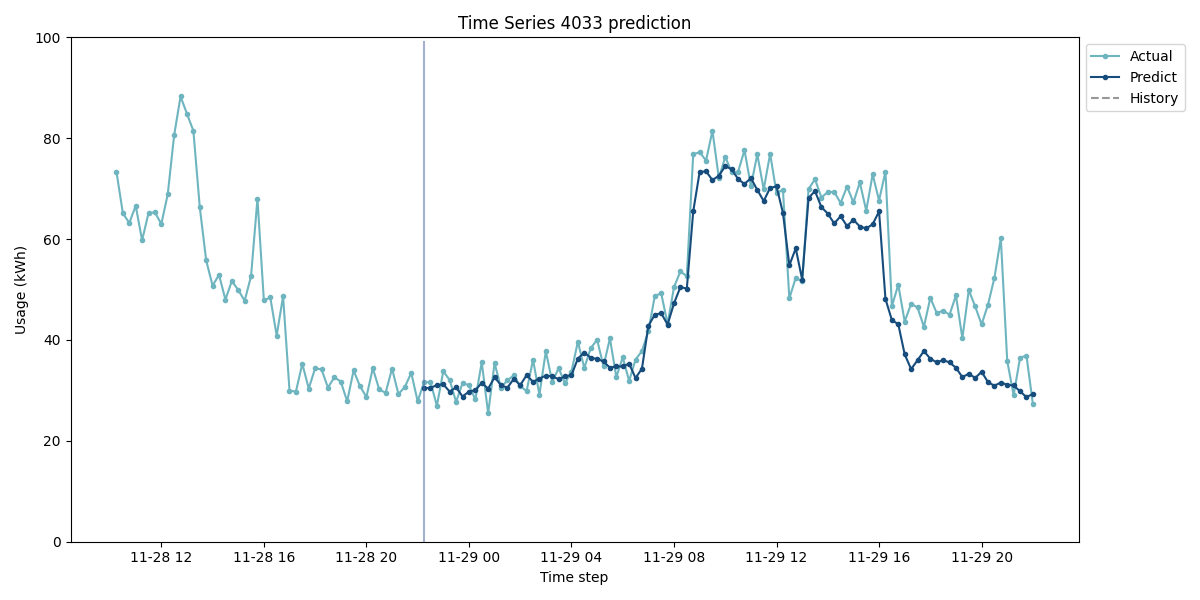 Time Series 4033 prediction
Actual
Predict
History
Usage (kWh)
100
80
60
40
20
0
11-28 12
11-28 16
11-28 20
11-29 00
11-29 04
11-29 08
11-29 12
11-29 16
11-29 20
Time step